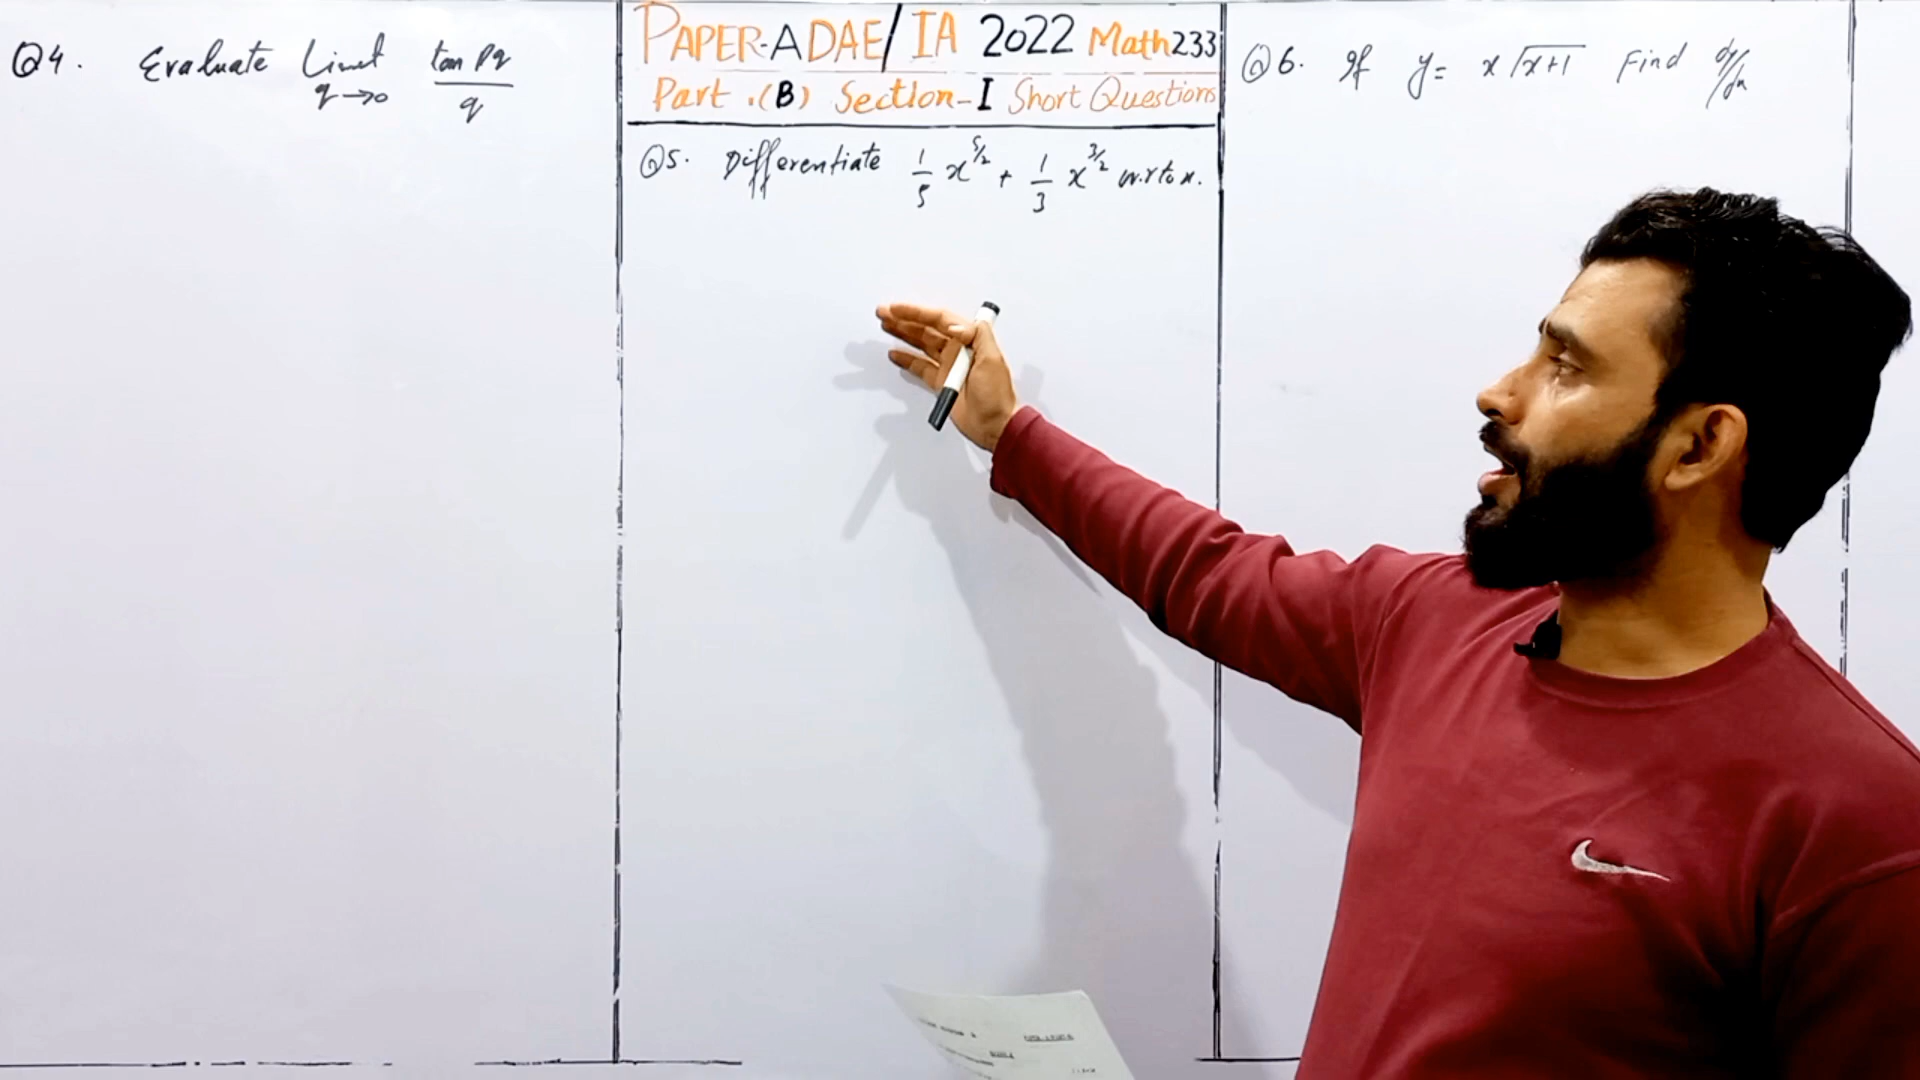 PAPER-A DAE/IA 2022 Math 233
Part.(B) Section-I Short Questions
Q4. Evaluate Limit q→0 tan pq / q
Q5. Differentiate 1/5 x^5/2 + 1/3 x^3/2 w.r.to x.
Q6. If y = x √x+1 Find dy/dx